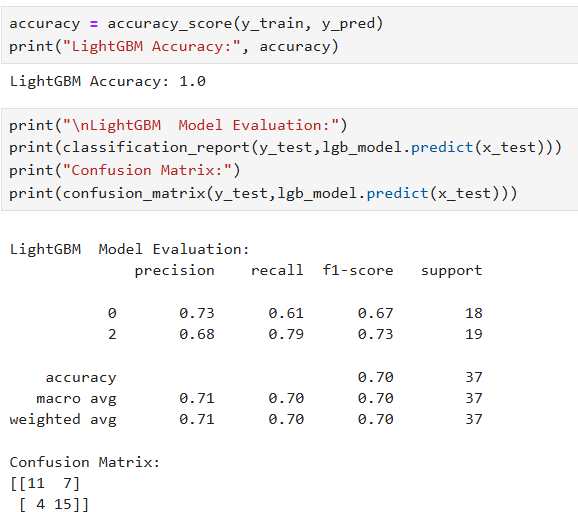 accuracy = accuracy_score(y_train, y_pred)
print("LightGBM Accuracy:", accuracy)
LightGBM Accuracy: 1.0
print("\nLightGBM  Model Evaluation:")
print(classification_report(y_test,lgb_model.predict(x_test)))
print("Confusion Matrix:")
print(confusion_matrix(y_test,lgb_model.predict(x_test)))
LightGBM  Model Evaluation:
              precision    recall  f1-score   support
           0       0.73      0.61      0.67        18
           2       0.68      0.79      0.73        19
    accuracy                           0.70        37
   macro avg       0.71      0.70      0.70        37
weighted avg       0.71      0.70      0.70        37
Confusion Matrix:
[[11  7]
 [ 4 15]]